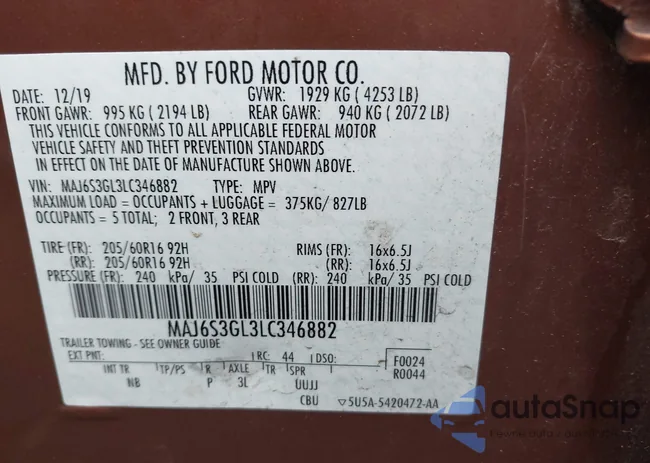 MFD. BY FORD MOTOR CO.
DATE: 12/19 GVWR: 1929 KG ( 4253 LB)
FRONT GAWR: 995 KG ( 2194 LB) REAR GAWR: 940 KG ( 2072 LB)
THIS VEHICLE CONFORMS TO ALL APPLICABLE FEDERAL MOTOR
VEHICLE SAFETY AND THEFT PREVENTION STANDARDS
IN EFFECT ON THE DATE OF MANUFACTURE SHOWN ABOVE.
VIN: MAJ6S3GL3LC346882 TYPE: MPV
MAXIMUM LOAD = OCCUPANTS + LUGGAGE = 375KG/ 827LB
OCCUPANTS = 5 TOTAL; 2 FRONT, 3 REAR
TIRE (FR): 205/60R16 92H RIMS (FR): 16x6.5J
(RR): 205/60R16 92H (RR): 16x6.5J
PRESSURE (FR): 240 kPa/ 35 PSI COLD (RR): 240 kPa/ 35 PSI COLD
MAJ6S3GL3LC346882
TRAILER TOWING - SEE OWNER GUIDE
EXT PNT: RC: 44 DSO: F0024
INT TR TP/PS R AXLE TR SPR R0044
NB P 3L UUJJ
CBU ▽5U5A-5420472-AA
autaSnap